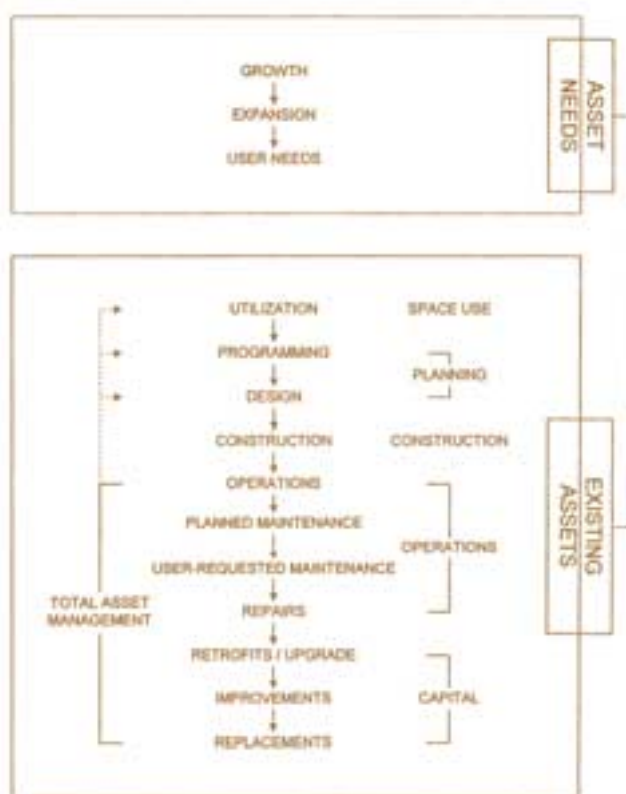 GROWTH
EXPANSION
USER NEEDS
ASSET
NEEDS
UTILIZATION
SPACE USE
PROGRAMMING
PLANNING
DESIGN
CONSTRUCTION
CONSTRUCTION
OPERATIONS
PLANNED MAINTENANCE
OPERATIONS
USER-REQUESTED MAINTENANCE
TOTAL ASSET
MANAGEMENT
REPAIRS
RETROFITS / UPGRADE
IMPROVEMENTS
CAPITAL
REPLACEMENTS
EXISTING
ASSETS